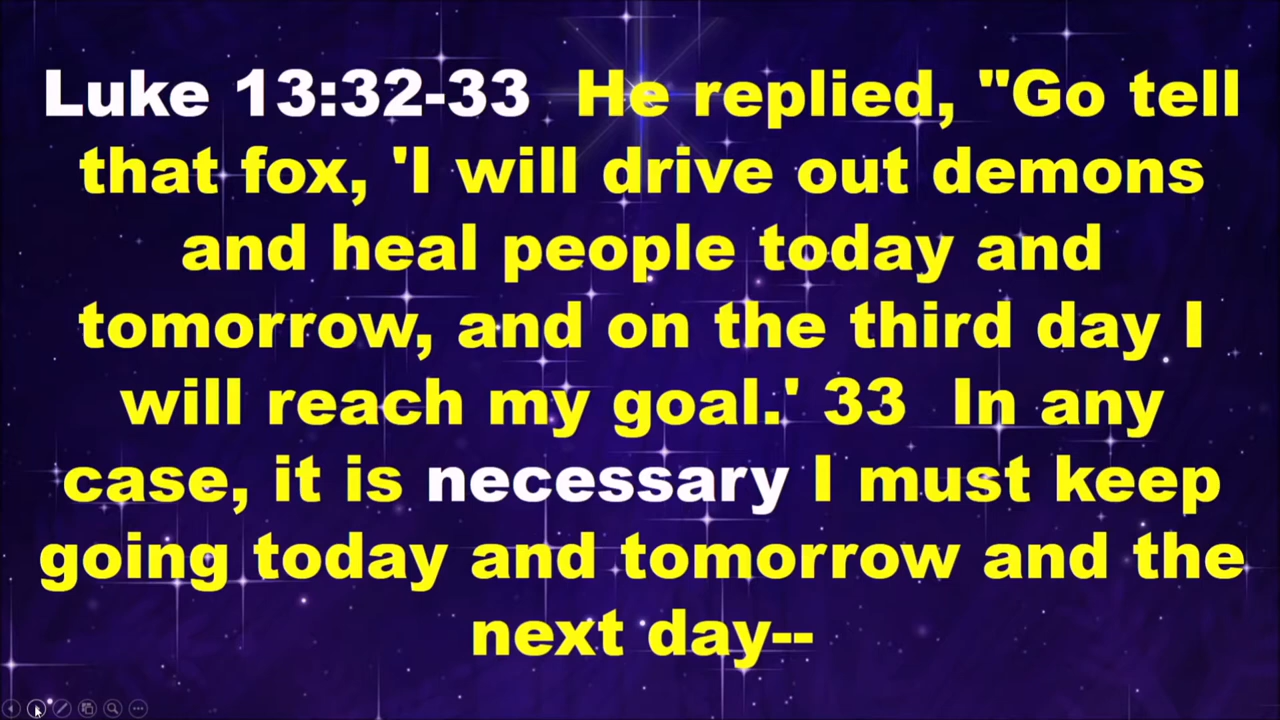 Luke 13:32-33  He replied, "Go tell
that fox, 'I will drive out demons
and heal people today and
tomorrow, and on the third day I
will reach my goal.' 33  In any
case, it is necessary I must keep
going today and tomorrow and the
next day--